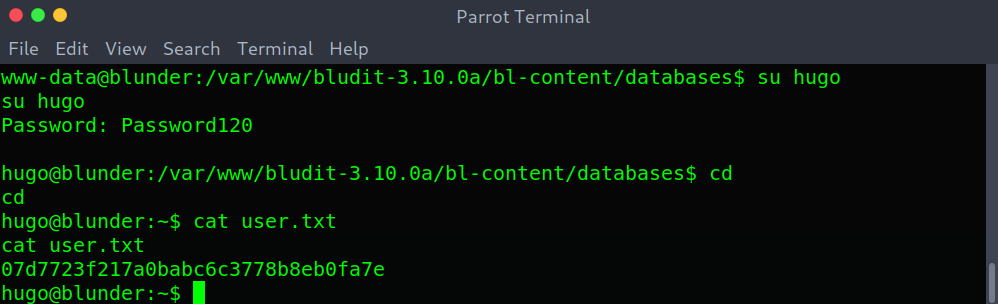 Parrot Terminal
File Edit View Search Terminal Help
www-data@blunder:/var/www/bludit-3.10.0a/bl-content/databases$ su hugo
su hugo
Password: Password120
hugo@blunder:/var/www/bludit-3.10.0a/bl-content/databases$ cd
cd
hugo@blunder:~$ cat user.txt
cat user.txt
07d7723f217a0babc6c3778b8eb0fa7e
hugo@blunder:~$